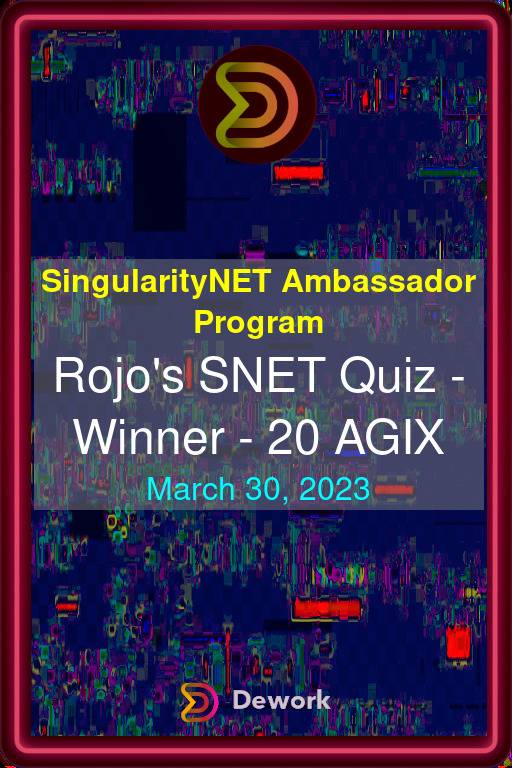 SingularityNET Ambassador
Program
Rojo's SNET Quiz -
Winner - 20 AGIX
March 30, 2023
Dework